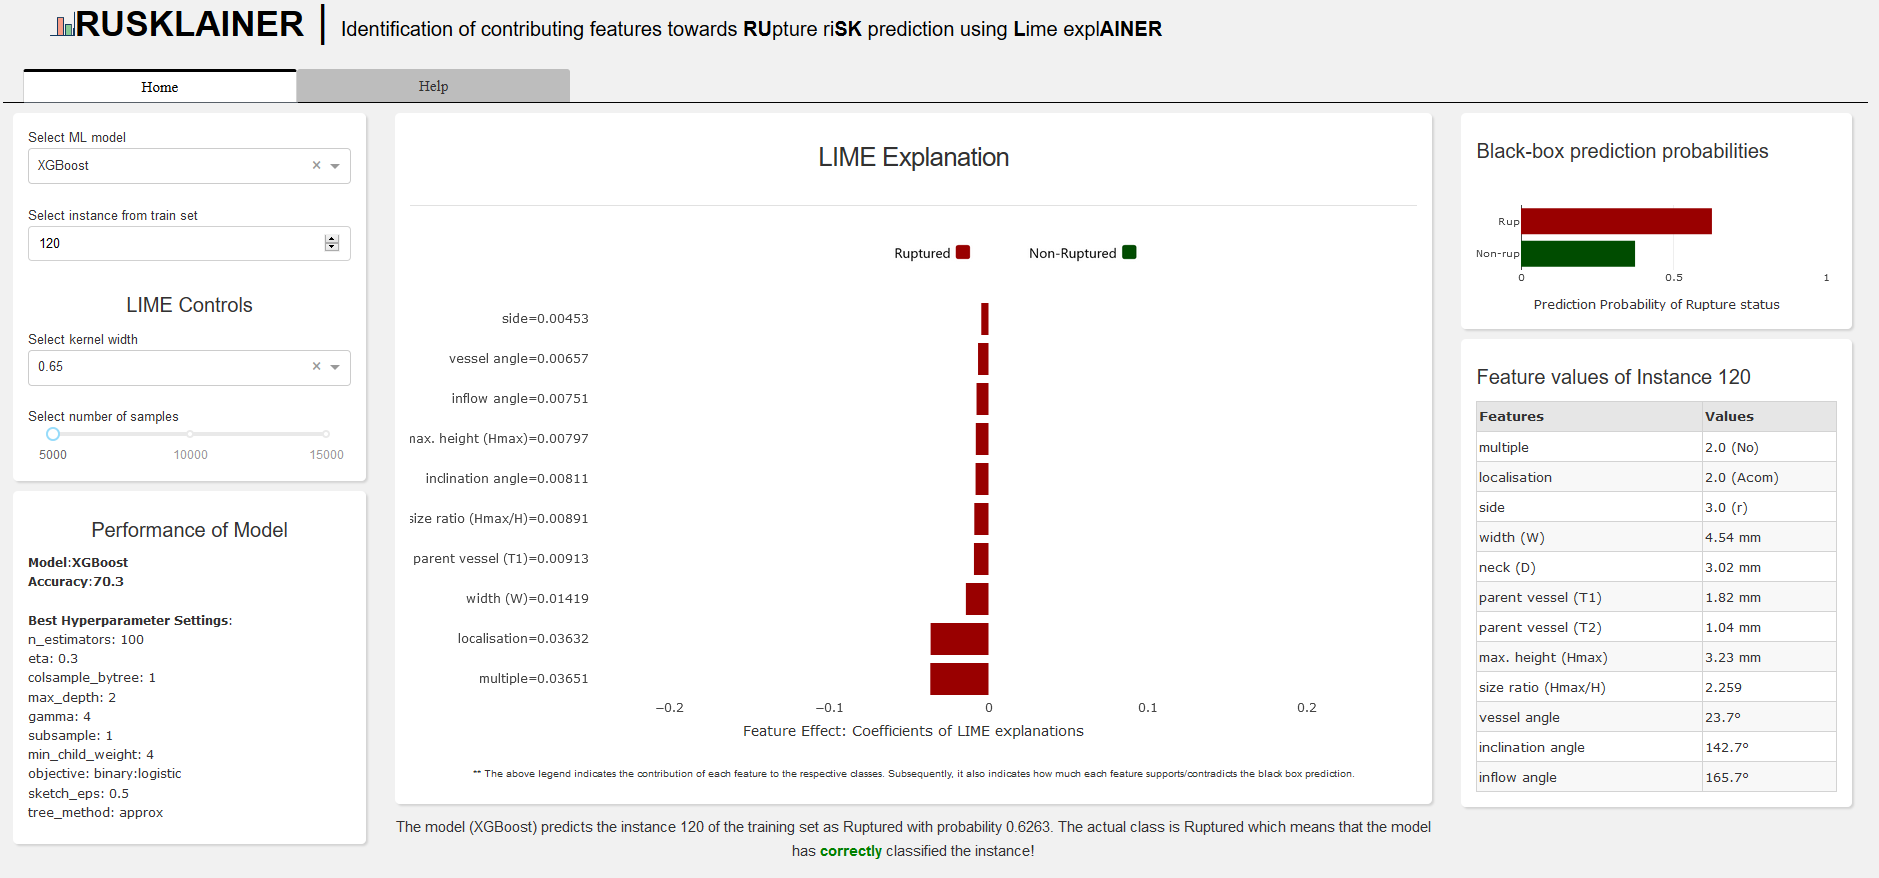 RUSKLAINER | Identification of contributing features towards RUpture riSK prediction using Lime explAINER
Home
Help
Select ML model
XGBoost
Select instance from train set
120
LIME Controls
Select kernel width
0.65
Select number of samples
5000 10000 15000
Performance of Model
Model:XGBoost
Accuracy:70.3
Best Hyperparameter Settings:
n_estimators: 100
eta: 0.3
colsample_bytree: 1
max_depth: 2
gamma: 4
subsample: 1
min_child_weight: 4
objective: binary:logistic
sketch_eps: 0.5
tree_method: approx
LIME Explanation
Ruptured Non-Ruptured
side=0.00453
vessel angle=0.00657
inflow angle=0.00751
max. height (Hmax)=0.00797
inclination angle=0.00811
size ratio (Hmax/H)=0.00891
parent vessel (T1)=0.00913
width (W)=0.01419
localisation=0.03632
multiple=0.03651
−0.2 −0.1 0 0.1 0.2
Feature Effect: Coefficients of LIME explanations
** The above legend indicates the contribution of each feature to the respective classes. Subsequently, it also indicates how much each feature supports/contradicts the black box prediction.
The model (XGBoost) predicts the instance 120 of the training set as Ruptured with probability 0.6263. The actual class is Ruptured which means that the model
has correctly classified the instance!
Black-box prediction probabilities
Rup
Non-rup
0 0.5 1
Prediction Probability of Rupture status
Feature values of Instance 120
Features Values
multiple 2.0 (No)
localisation 2.0 (Acom)
side 3.0 (r)
width (W) 4.54 mm
neck (D) 3.02 mm
parent vessel (T1) 1.82 mm
parent vessel (T2) 1.04 mm
max. height (Hmax) 3.23 mm
size ratio (Hmax/H) 2.259
vessel angle 23.7º
inclination angle 142.7º
inflow angle 165.7º